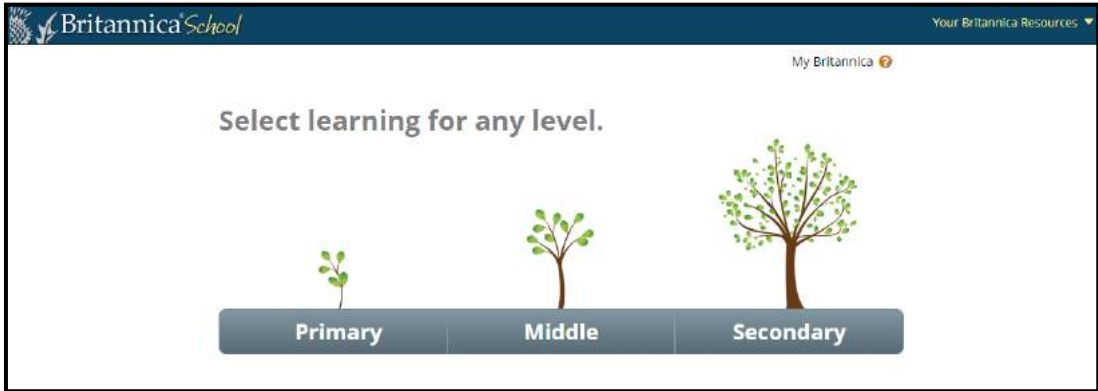 Britannica School
Your Britannica Resources
My Britannica
Select learning for any level.
Primary
Middle
Secondary